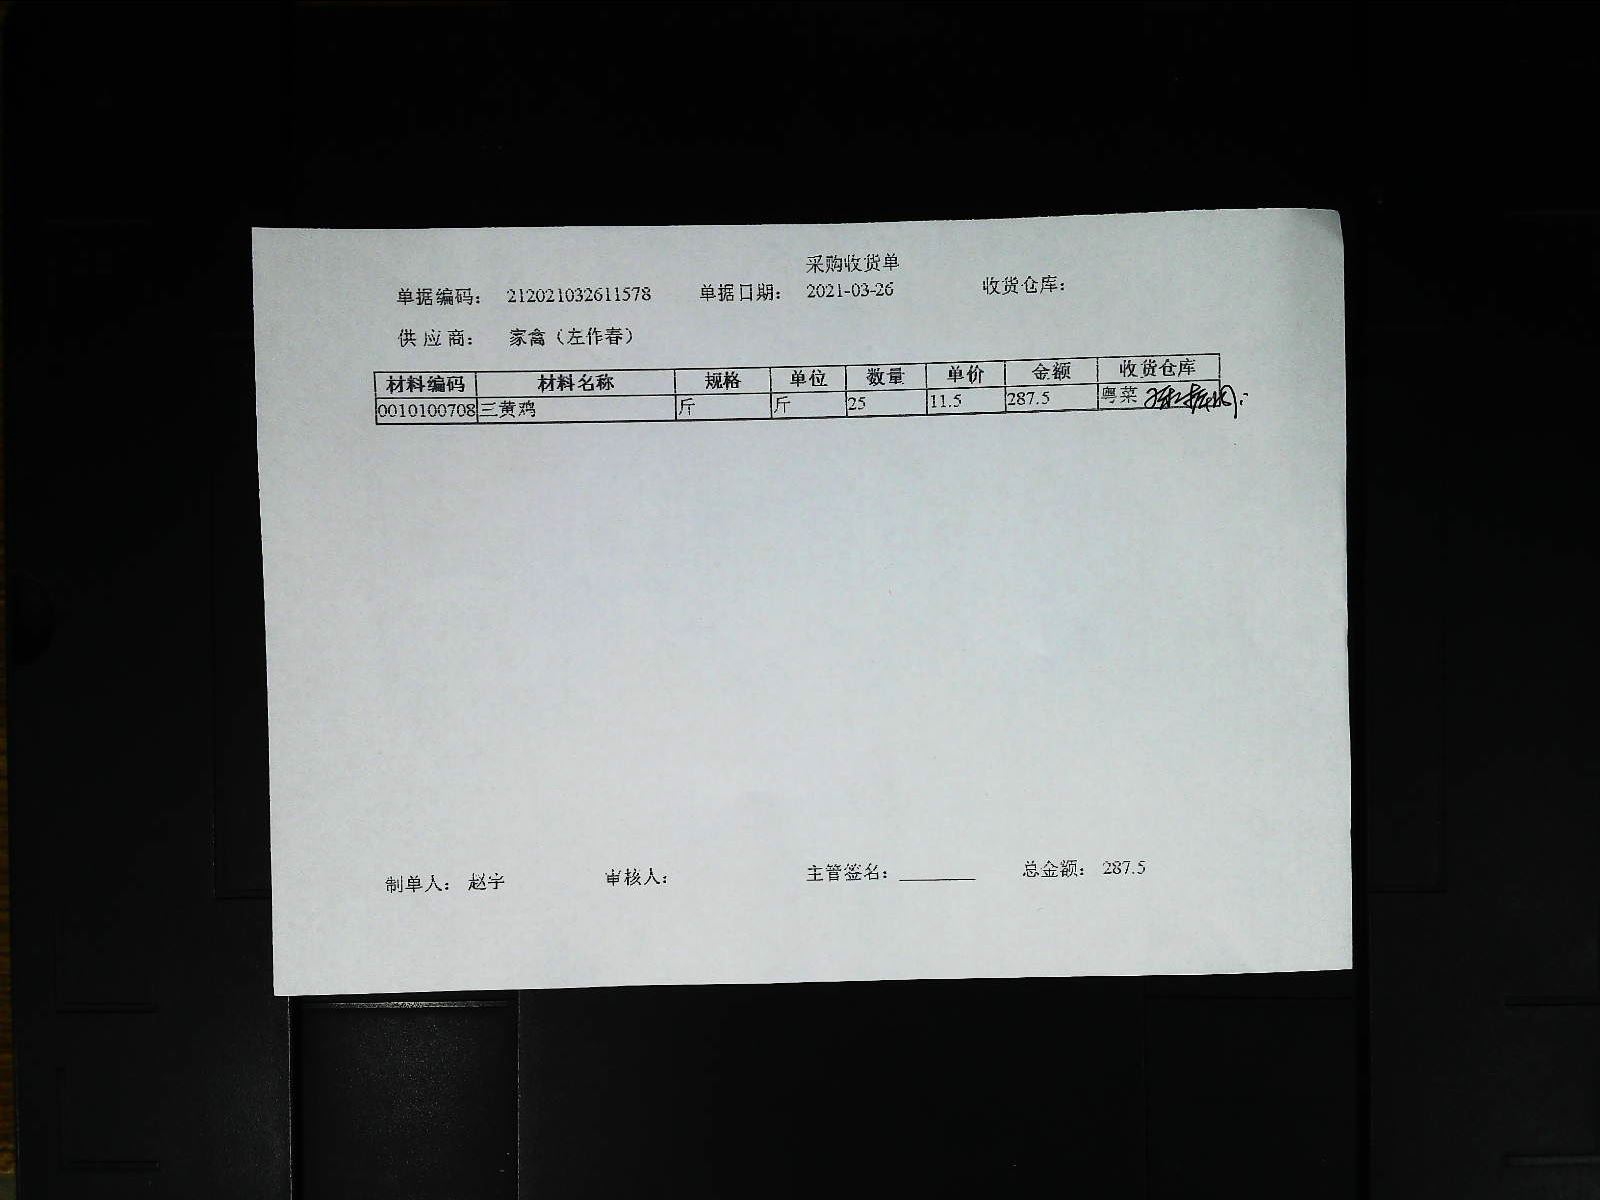 采购收货单
单据编码： 212021032611578 单据日期： 2021-03-26 收货仓库：
供 应 商： 家禽（左作春）
材料编码 材料名称 规格 单位 数量 单价 金额 收货仓库
0010100708 三黄鸡 斤 斤 25 11.5 287.5 粤菜
制单人： 赵宇 审核人： 主管签名： 总金额： 287.5